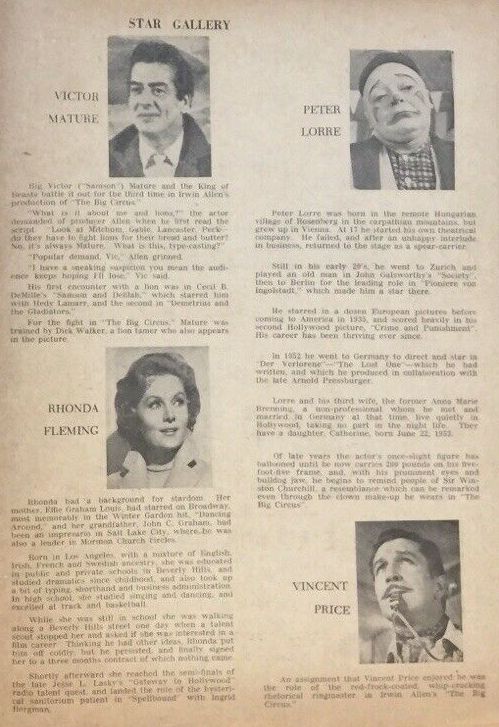 STAR GALLERY
VICTOR
MATURE
Big Victor ("Samson") Mature and the King of
Beasts battle it out for the third time in Irwin Allen's
production of "The Big Circus."
"What is it about me and lions," the actor
demanded of producer Allen when he first read the
script. "Look at Mitchum, Gable, Lancaster, Peck—
do they have to fight lions for their bread and butter?
No, it's always Mature. What is this, type-casting?"
"Popular demand, Vic," Allen grinned.
"I have a sneaking suspicion you mean the audi-
ence keeps hoping I'll lose," Vic said.
His first encounter with a lion was in Cecil B.
DeMille's "Samson and Delilah," which starred him
with Hedy Lamarr, and the second in "Demetrius and
the Gladiators."
For the fight in "The Big Circus," Mature was
trained by Dick Walker, a lion tamer who also appears
in the picture.
RHONDA
FLEMING
Rhonda had a background for stardom. Her
mother, Effie Graham Louis, had starred on Broadway,
most memorably in the Winter Garden hit, "Dancing
Around," and her grandfather, John C. Graham, had
been an impresario in Salt Lake City, where he was
also a leader in Mormon Church circles.
Born in Los Angeles, with a mixture of English,
Irish, French and Swedish ancestry, she was educated
in public and private schools in Beverly Hills, and
studied dramatics since childhood, and also took up
a bit of typing, shorthand and business administration.
In high school, she studied singing and dancing, and
excelled at track and basketball.
While she was still in school she was walking
along a Beverly Hills street one day when a talent
scout stopped her and asked if she was interested in a
film career. Thinking he had other ideas, Rhonda put
him off coldly, but he persisted, and finally signed
her to a three months contract of which nothing came.
Shortly afterward she reached the semi-finals of
the late Jesse L. Lasky's "Gateway to Hollywood"
radio talent quest, and landed the role of the hysteri-
cal sanitorium patient in "Spellbound" with Ingrid
Bergman.
PETER
LORRE
Peter Lorre was born in the remote Hungarian
village of Rosenberg in the carpathian mountains, but
grew up in Vienna. At 17 he started his own theatrical
company. He failed, and after an unhappy interlude
in business, returned to the stage as a spear-carrier.
Still in his early 20's, he went to Zurich and
played an old man in John Galsworthy's "Society",
then to Berlin for the leading role in "Pioniere von
Ingolstadt," which made him a star there.
He starred in a dozen European pictures before
coming to America in 1935, and scored heavily in his
second Hollywood picture, "Crime and Punishment".
His career has been thriving ever since.
In 1952 he went to Germany to direct and star in
"Der Verlorene"—"The Lost One"—which he had
written, and which he produced in collaboration with
the late Arnold Pressburger.
Lorre and his third wife, the former Anna Marie
Brenning, a non-professional whom he met and
married in Germany at that time, live quietly in
Hollywood, taking no part in the night life. They
have a daughter, Catherine, born June 22, 1953.
Of late years the actor's once-slight figure has
ballooned until he now carries 200 pounds on his five-
foot-five frame, and, with his prominent eyes and
bulldog jaw, he begins to remind people of Sir Win-
ston Churchill, a resemblance which can be remarked
even through the clown make-up he wears in "The
Big Circus"
VINCENT
PRICE
An assignment that Vincent Price enjoyed he was
the role of the red-frock-coated, whip-cracking
rhetorical ringmaster in Irwin Allen's "The Big
Circus."